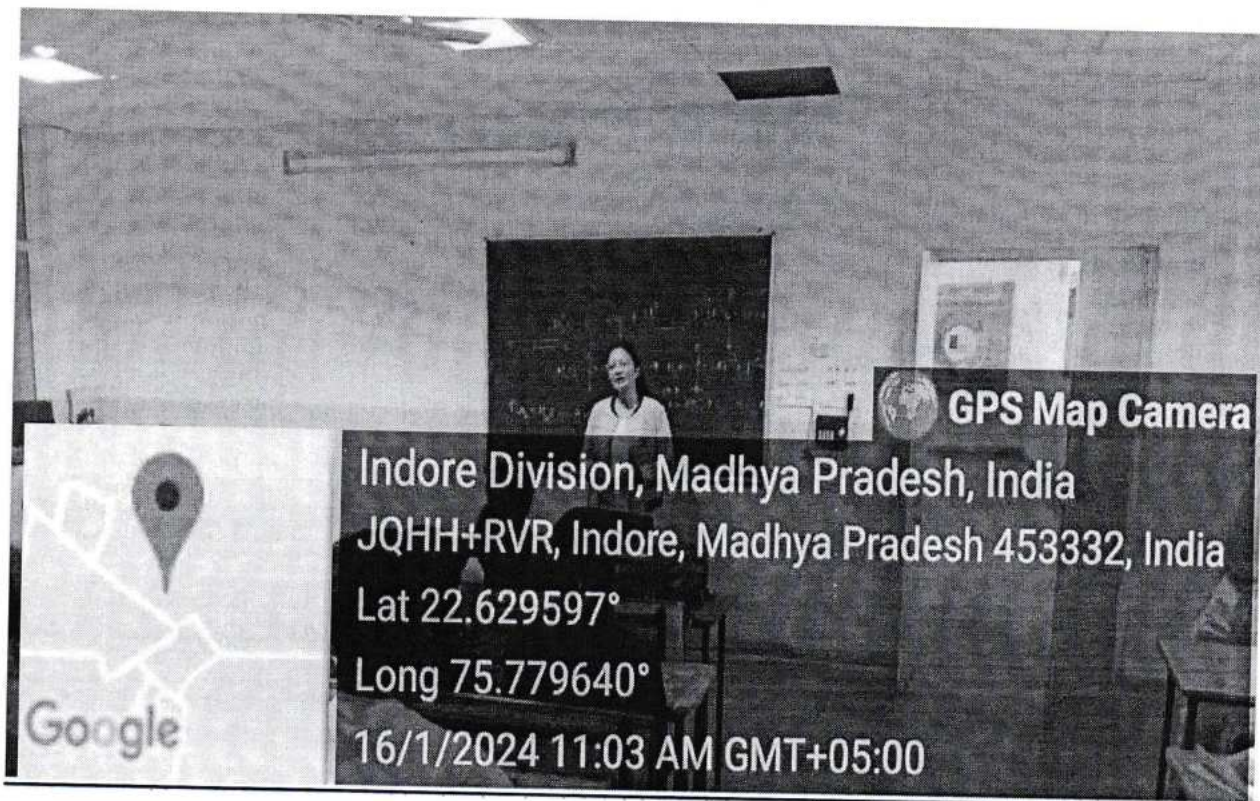 GPS Map Camera
Indore Division, Madhya Pradesh, India
JQHH+RVR, Indore, Madhya Pradesh 453332, India
Lat 22.629597°
Long 75.779640°
16/1/2024 11:03 AM GMT+05:00
Google